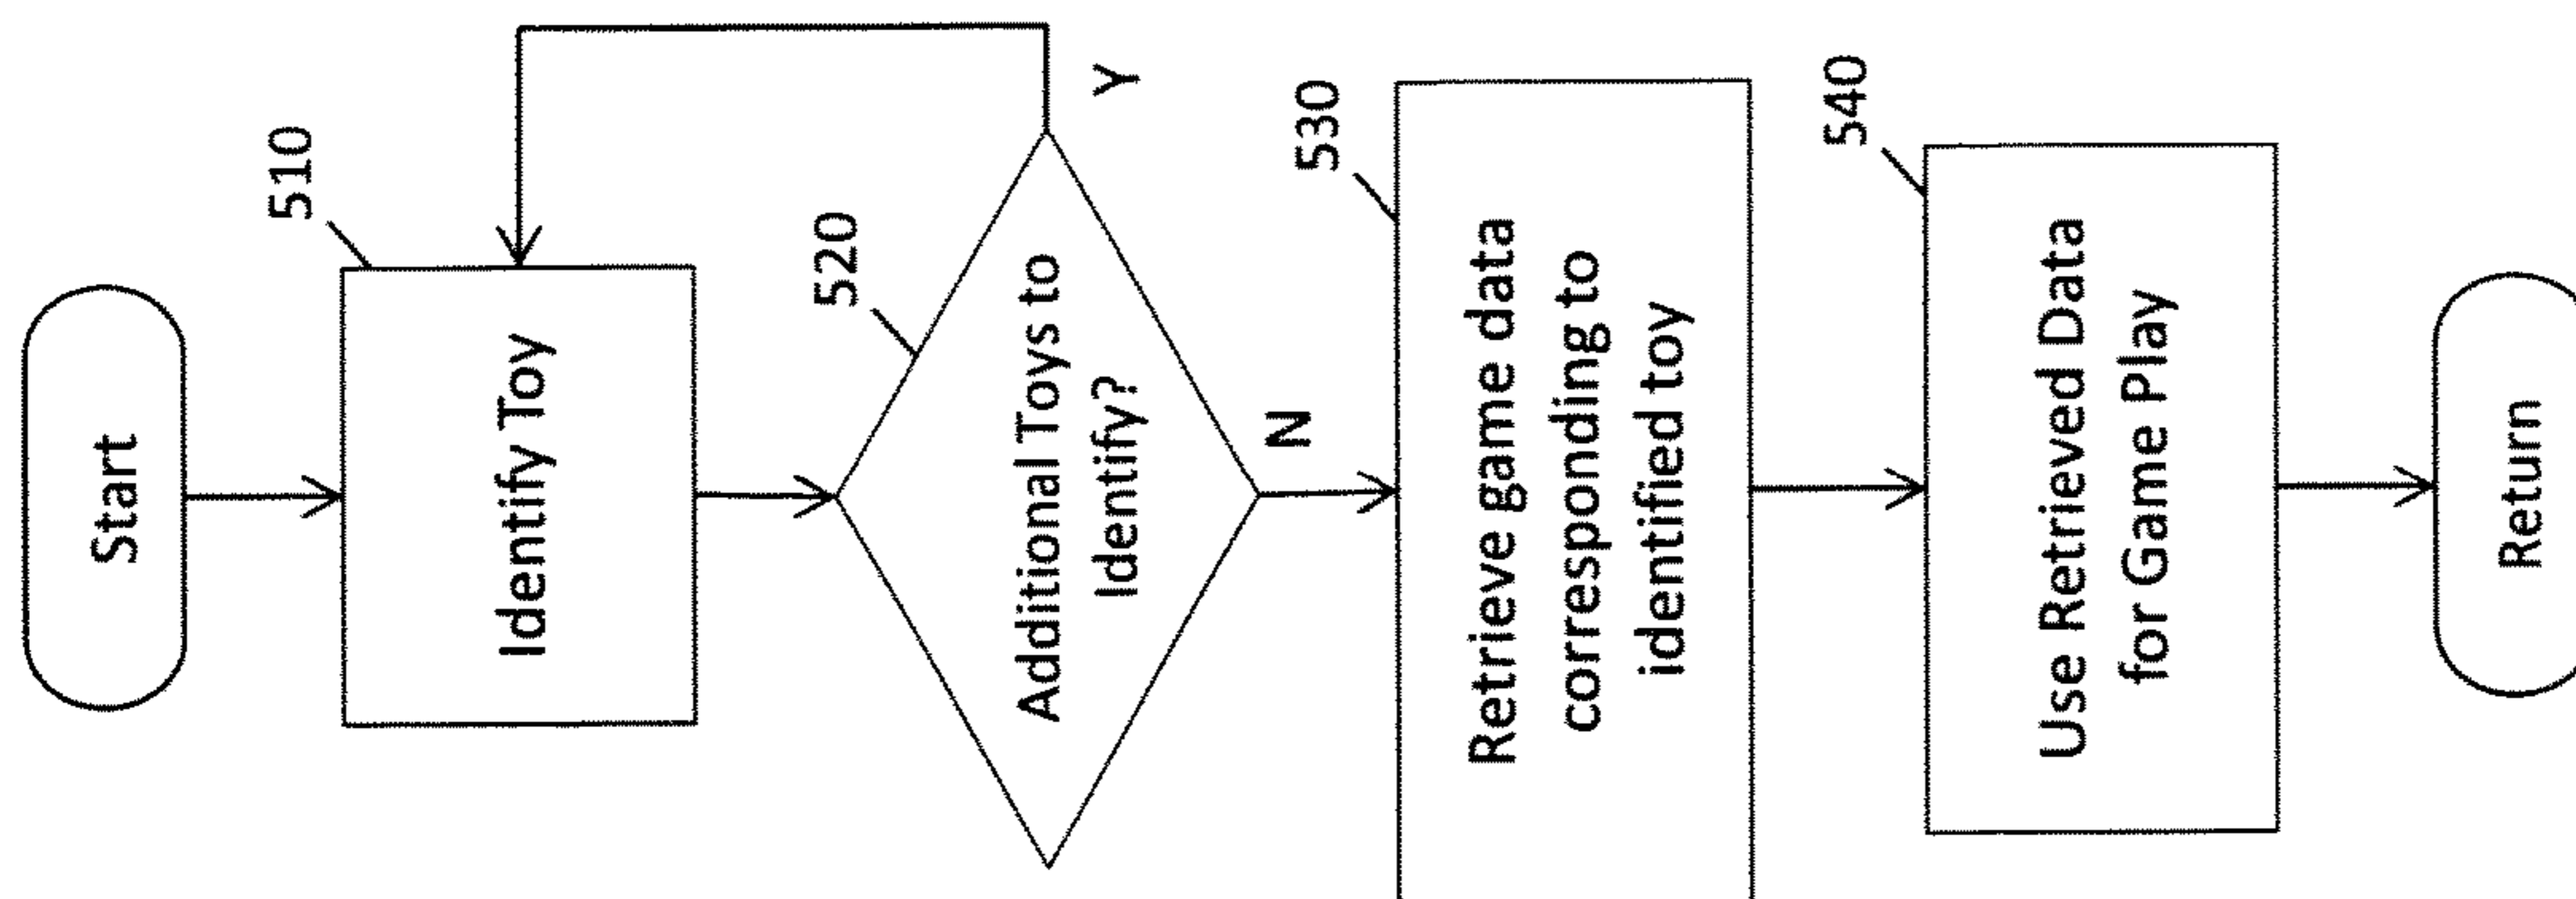 Start
510
Identify Toy
520
Additional Toys to
Identify?
Y
N
530
Retrieve game data
corresponding to
identified toy
540
Use Retrieved Data
for Game Play
Return